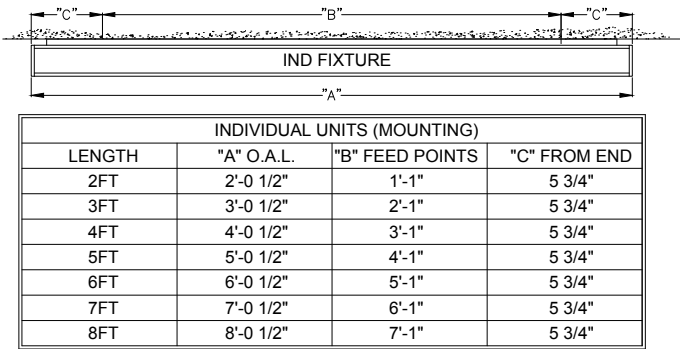 "C" "B" "C"
IND FIXTURE
"A"
INDIVIDUAL UNITS (MOUNTING)
LENGTH "A" O.A.L. "B" FEED POINTS "C" FROM END
2FT 2'-0 1/2" 1'-1" 5 3/4"
3FT 3'-0 1/2" 2'-1" 5 3/4"
4FT 4'-0 1/2" 3'-1" 5 3/4"
5FT 5'-0 1/2" 4'-1" 5 3/4"
6FT 6'-0 1/2" 5'-1" 5 3/4"
7FT 7'-0 1/2" 6'-1" 5 3/4"
8FT 8'-0 1/2" 7'-1" 5 3/4"